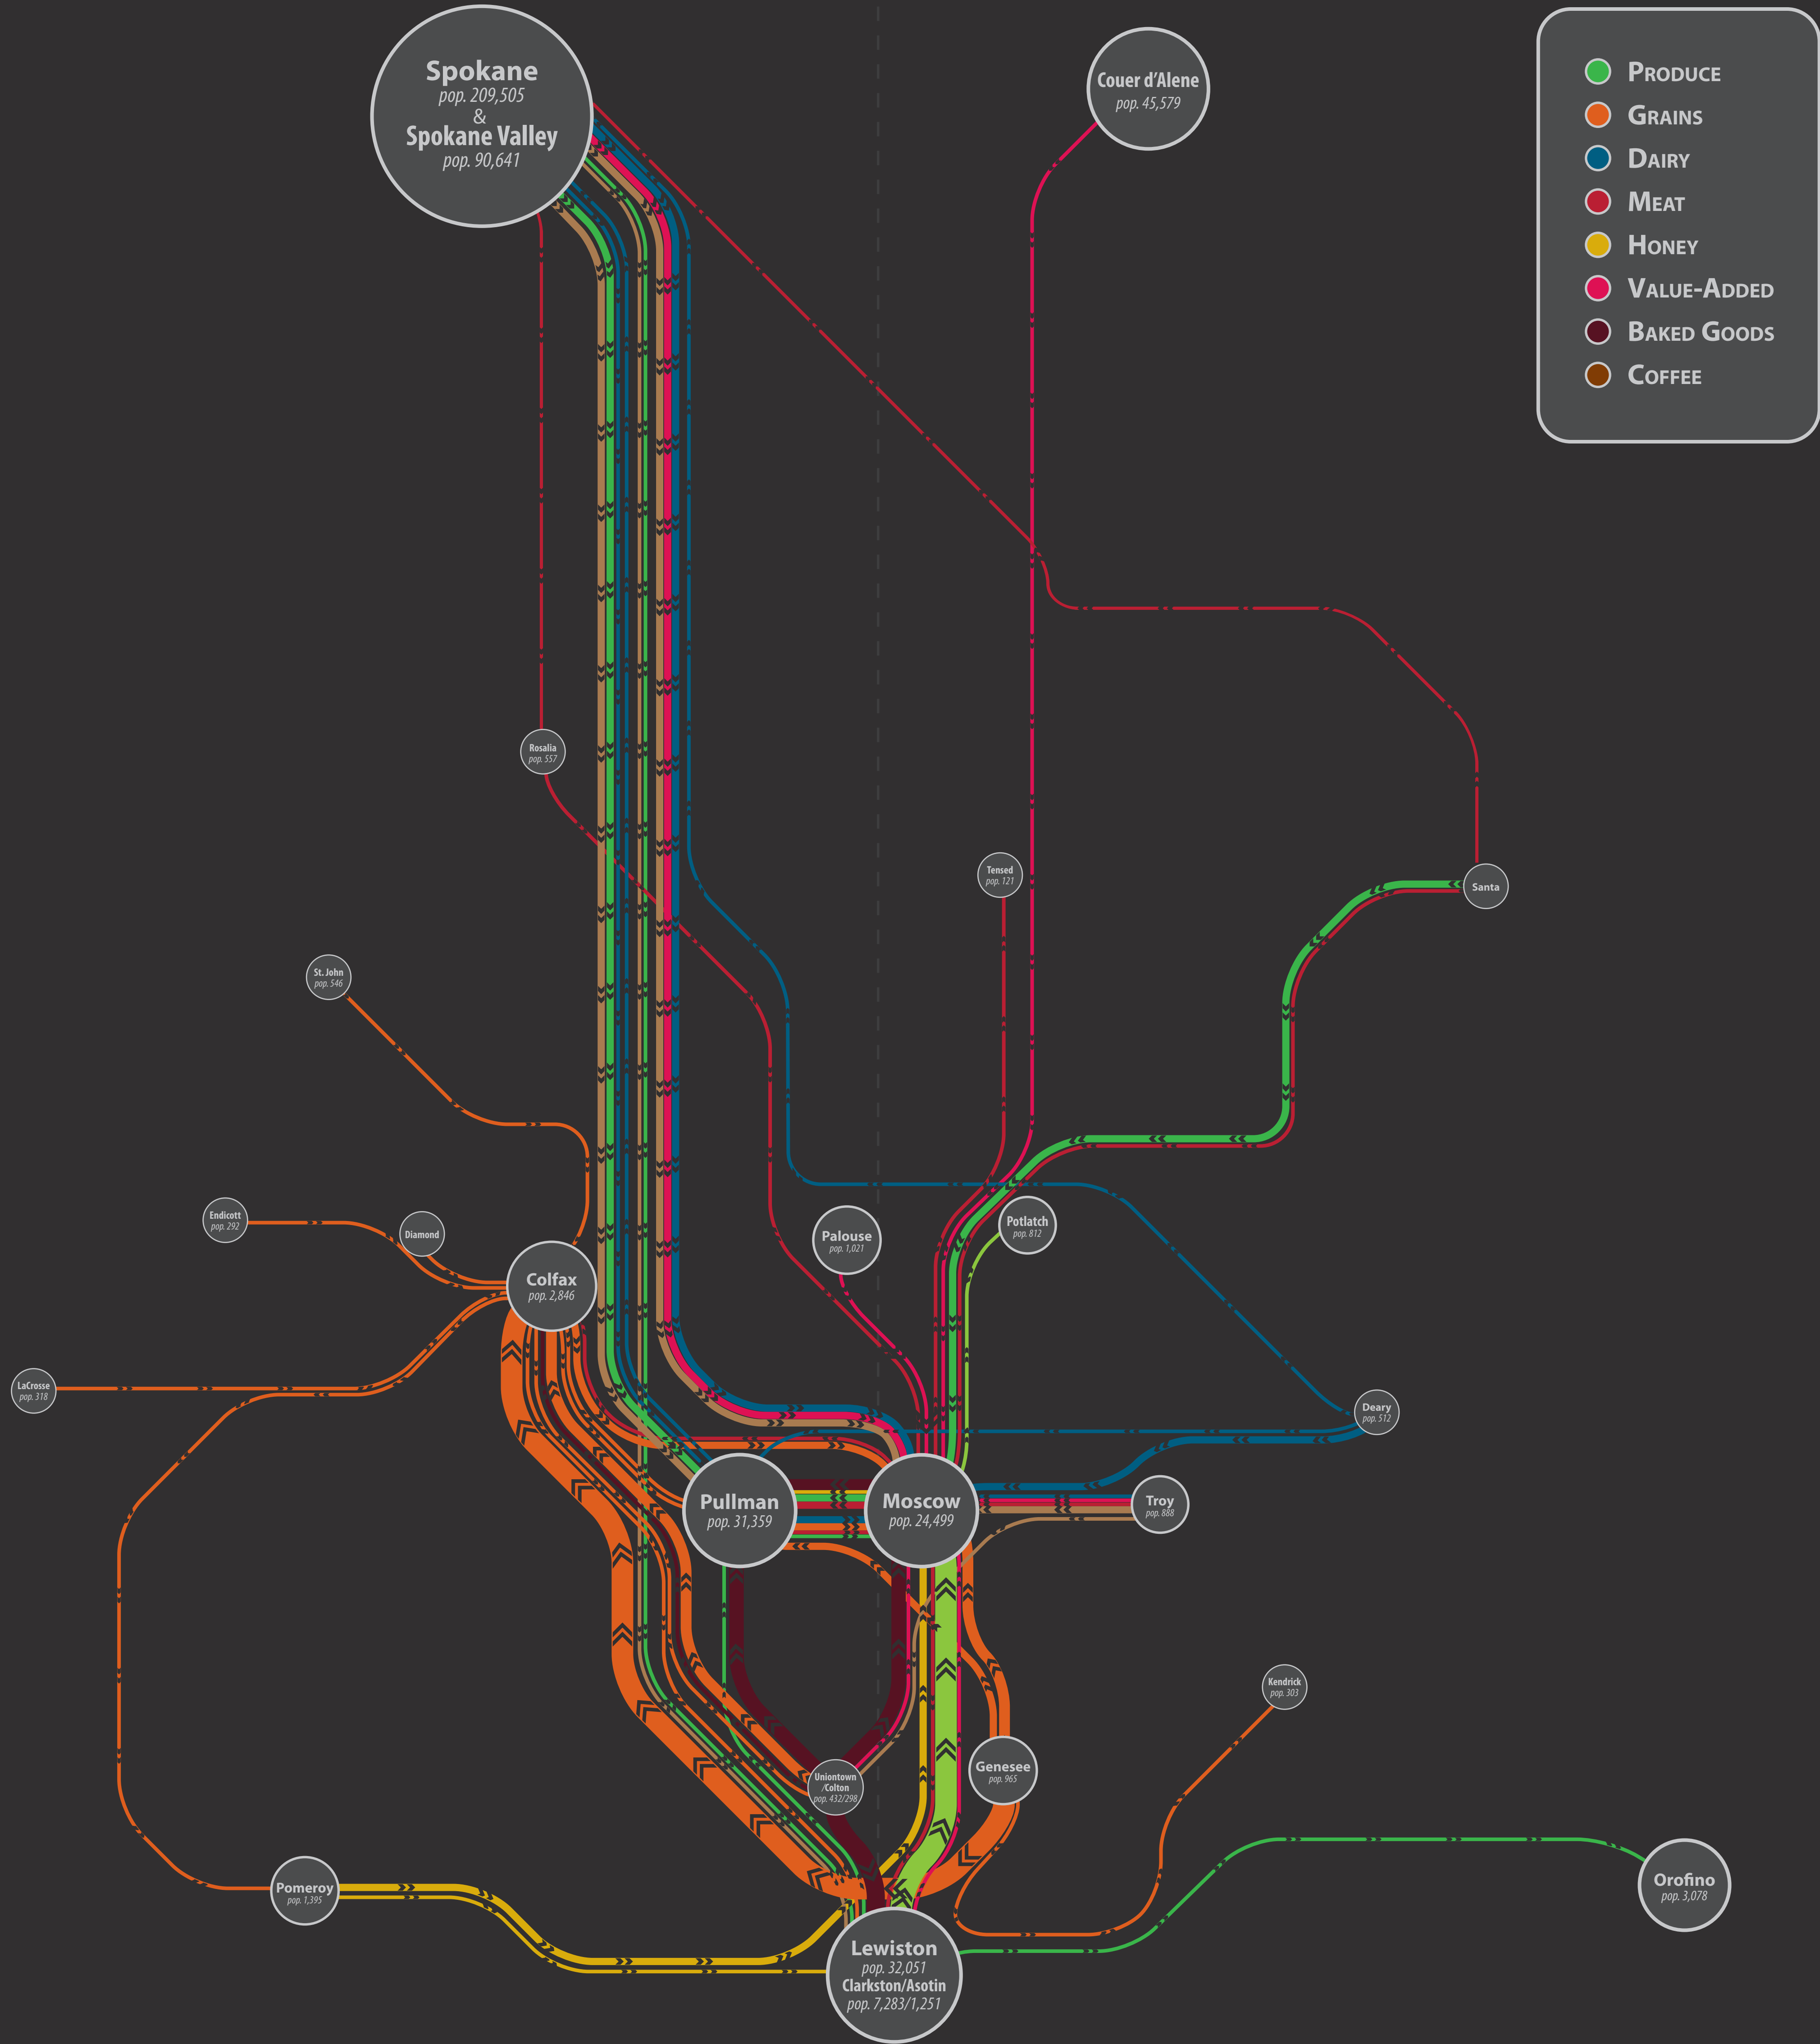 Spokane
pop. 209,505
&
Spokane Valley
pop. 90,641
Couer d'Alene
pop. 45,579
PRODUCE
GRAINS
DAIRY
MEAT
HONEY
VALUE-ADDED
BAKED GOODS
COFFEE
Rosalia
pop. 557
Tensed
pop. 121
Santa
St. John
pop. 546
Endicott
pop. 292
Diamond
Palouse
pop. 1,021
Potlatch
pop. 812
Colfax
pop. 2,846
LaCrosse
pop. 318
Deary
pop. 512
Pullman
pop. 31,359
Moscow
pop. 24,499
Troy
pop. 888
Kendrick
pop. 303
Uniontown
/Colton
pop. 432/298
Genesee
pop. 965
Pomeroy
pop. 1,395
Orofino
pop. 3,078
Lewiston
pop. 32,051
Clarkston/Asotin
pop. 7,283/1,251